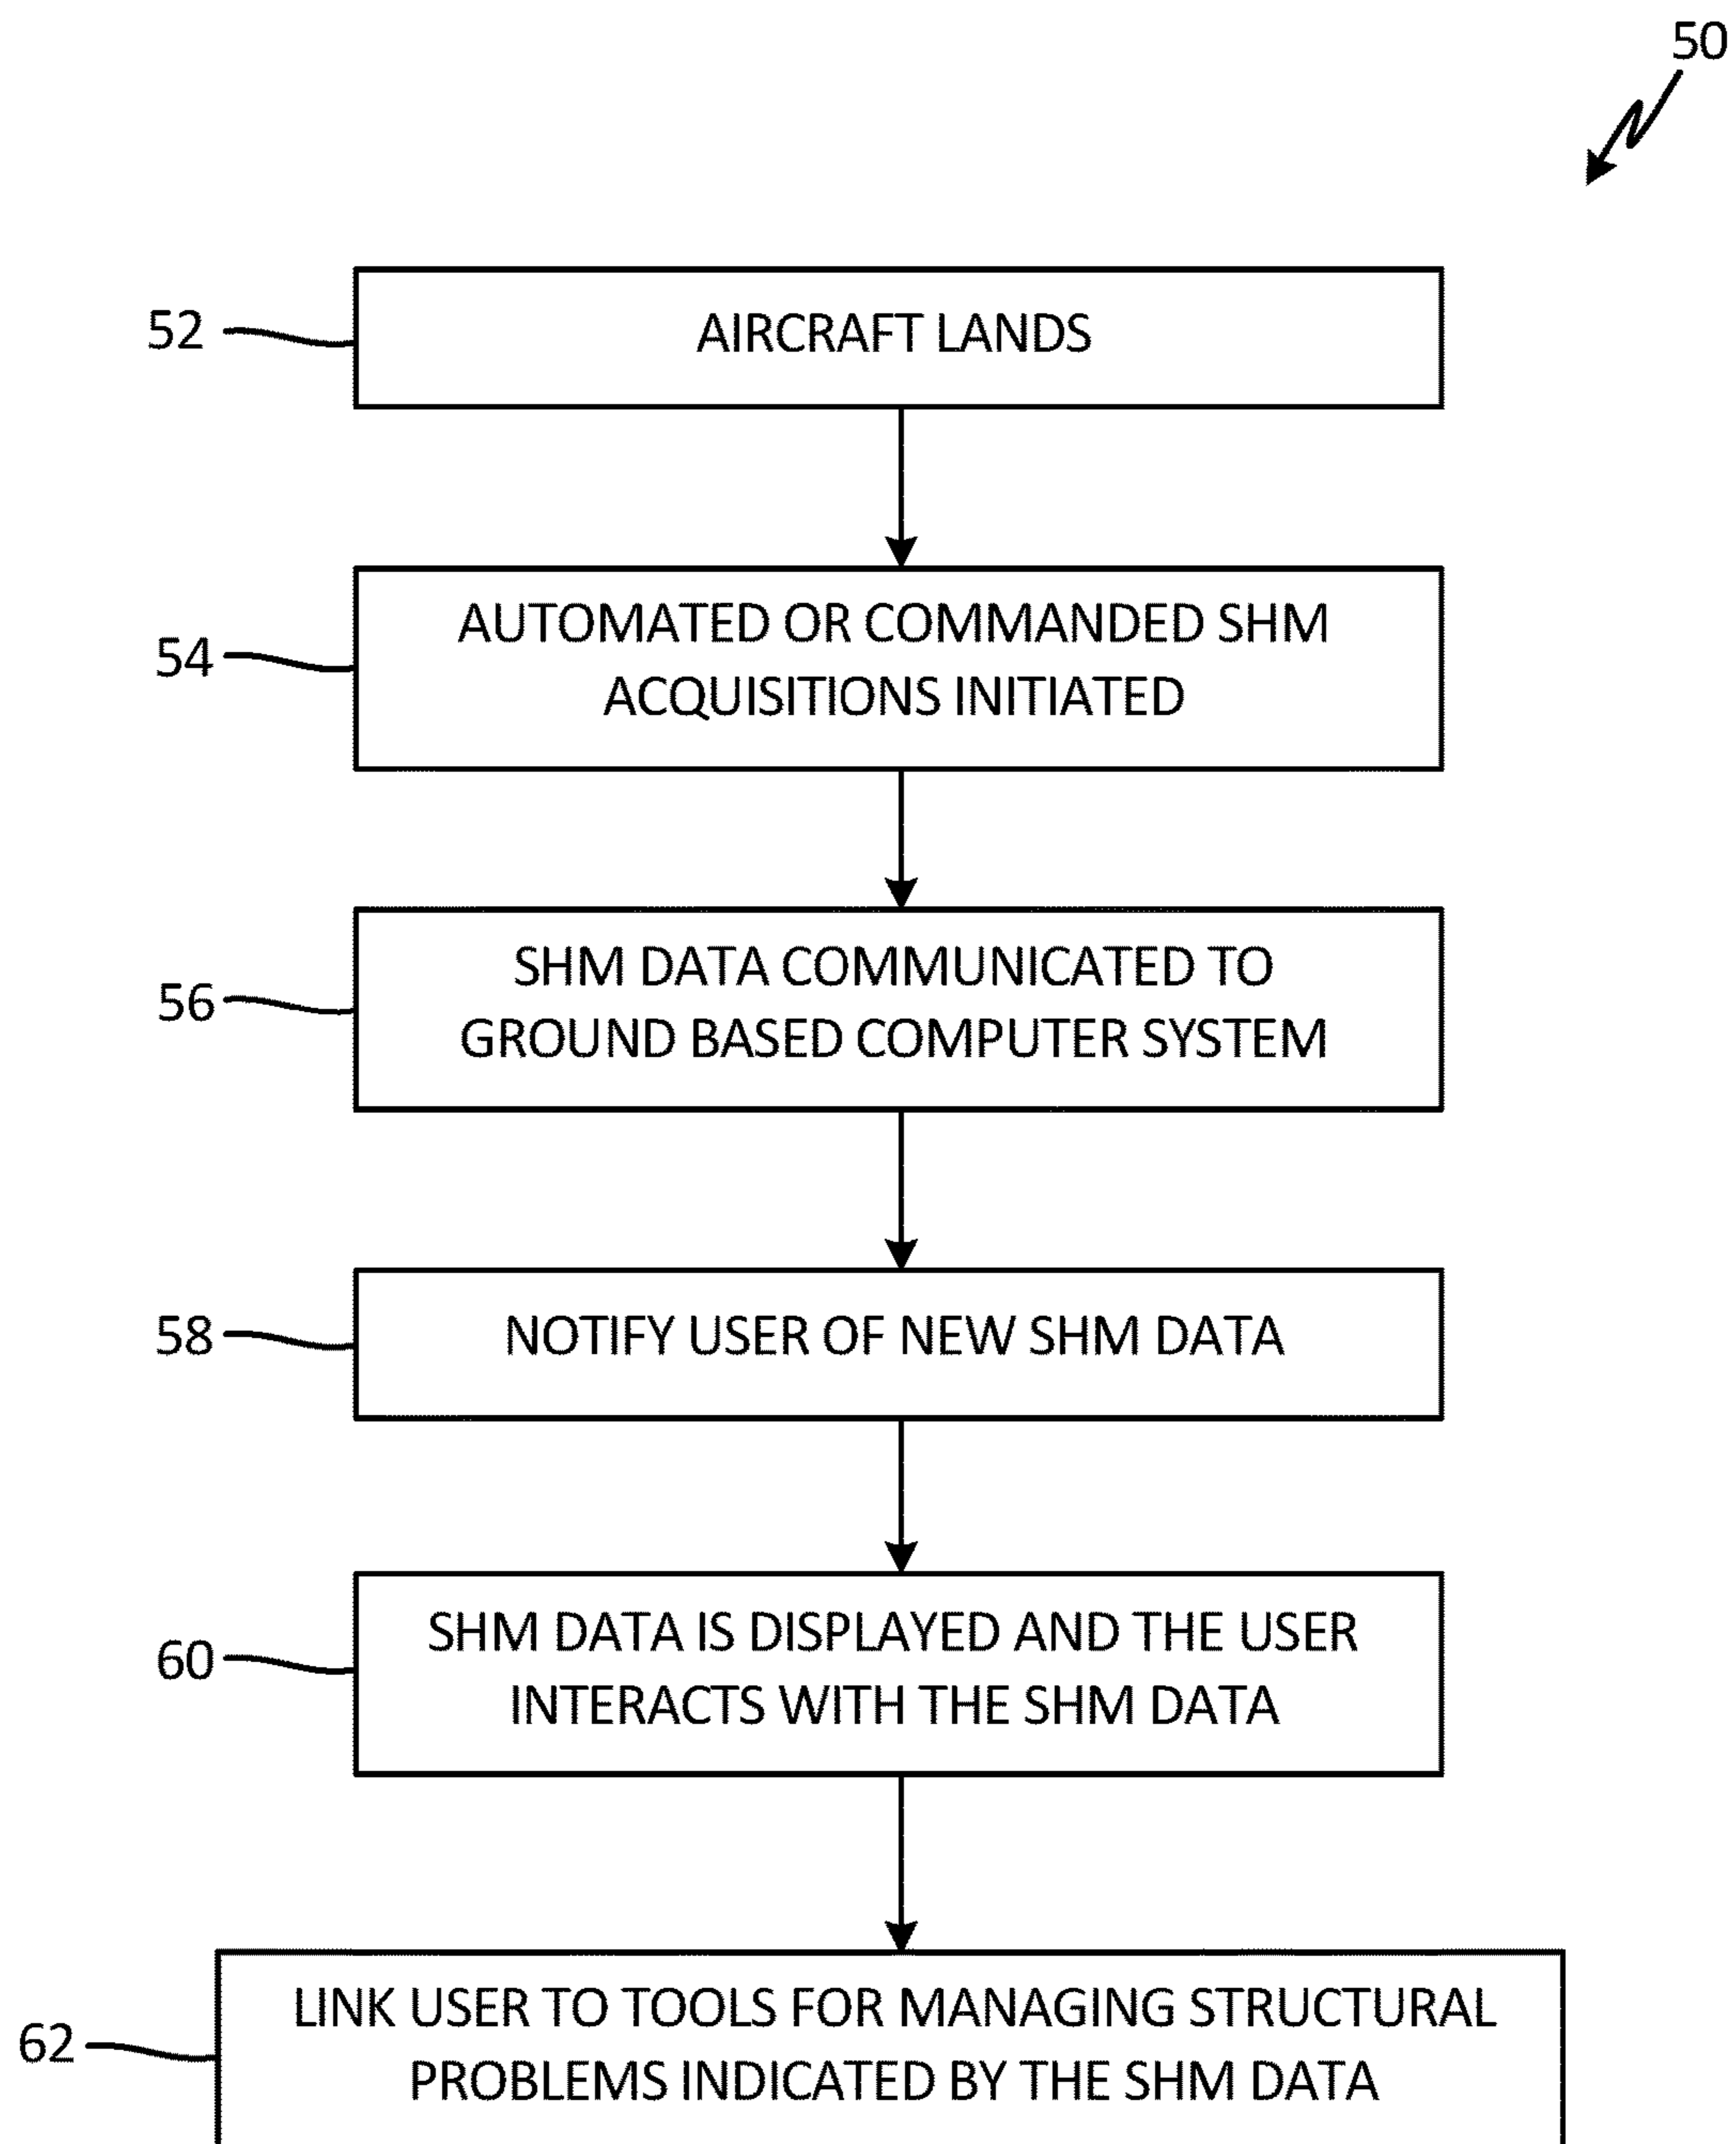 50
52
AIRCRAFT LANDS
54
AUTOMATED OR COMMANDED SHM
ACQUISITIONS INITIATED
56
SHM DATA COMMUNICATED TO
GROUND BASED COMPUTER SYSTEM
58
NOTIFY USER OF NEW SHM DATA
60
SHM DATA IS DISPLAYED AND THE USER
INTERACTS WITH THE SHM DATA
62
LINK USER TO TOOLS FOR MANAGING STRUCTURAL
PROBLEMS INDICATED BY THE SHM DATA